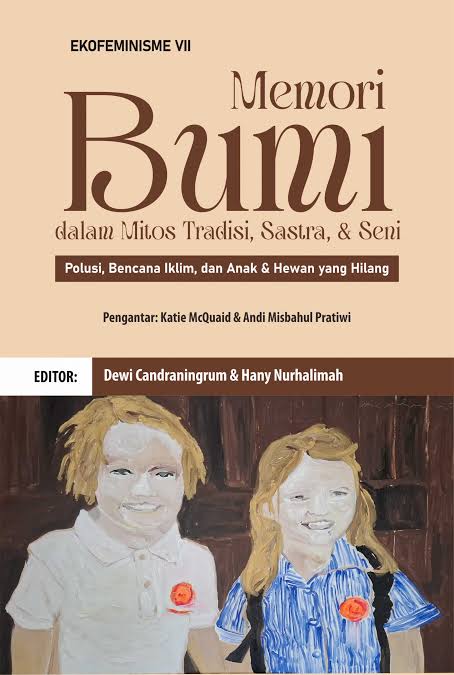 EKOFEMINISME VII
Memori
Bumi
dalam Mitos Tradisi, Sastra, & Seni
Polusi, Bencana Iklim, dan Anak & Hewan yang Hilang
Pengantar: Katie McQuaid & Andi Misbahul Pratiwi
EDITOR: Dewi Candraningrum & Hany Nurhalimah